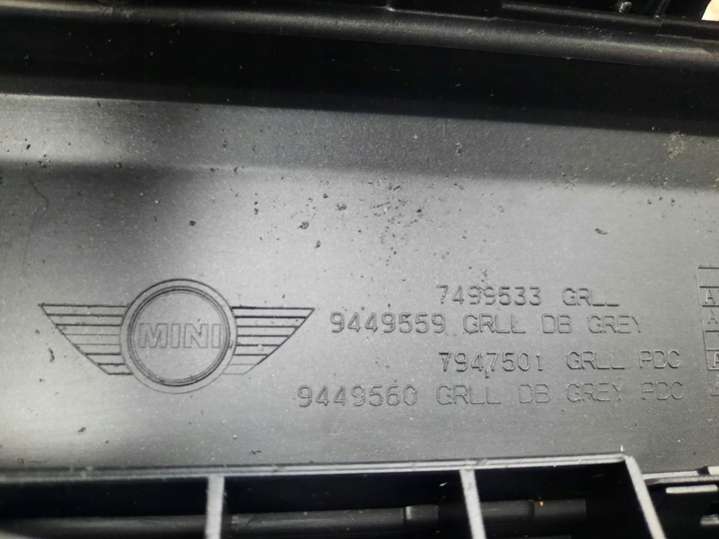 MINI
7499533 GRLL
9449559 GRLL DB GREY
7947501 GRLL PDC
9449560 GRLL DB GREY PDC
A
A